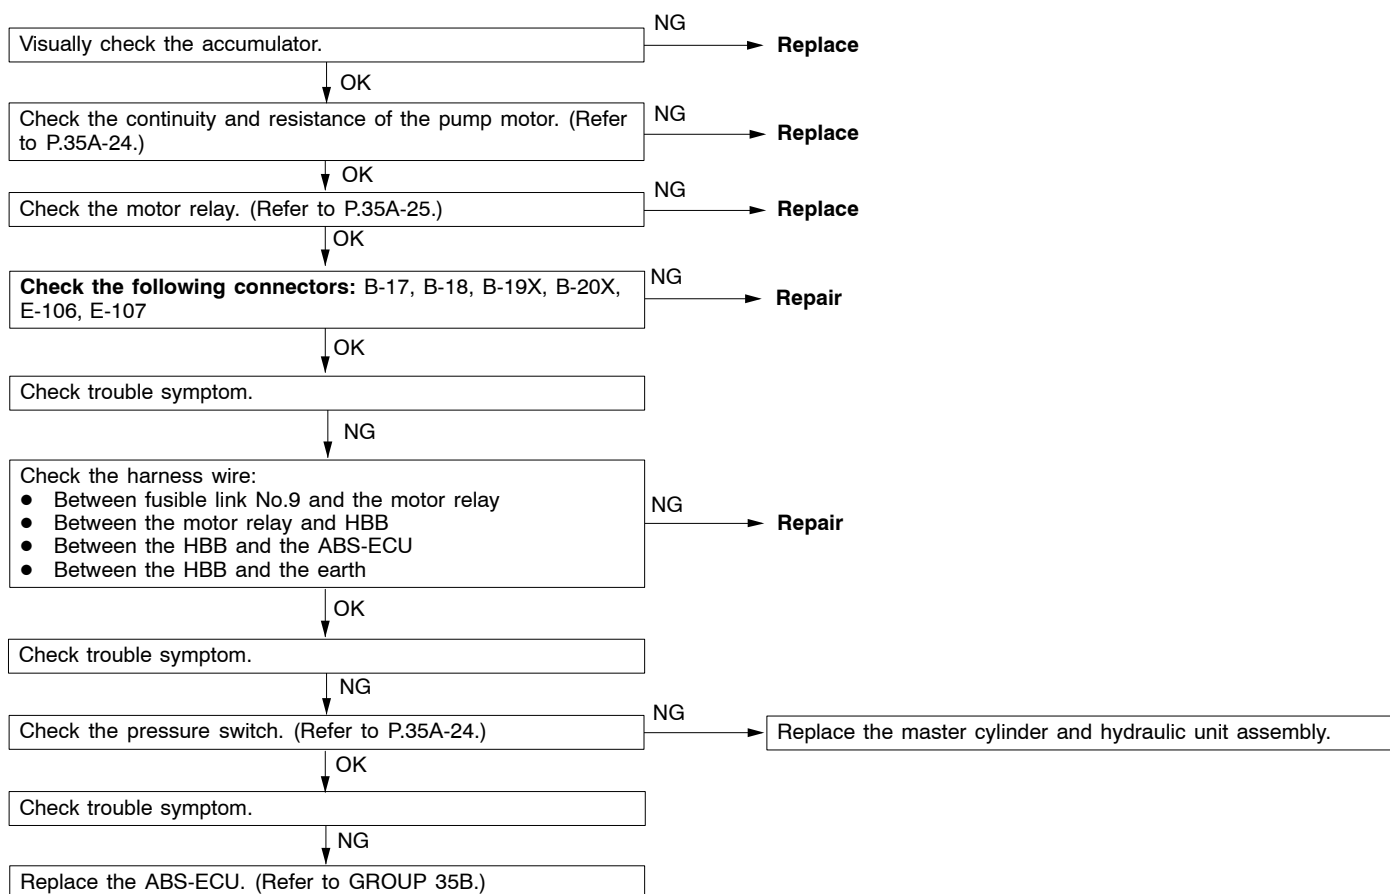 NG
Visually check the accumulator.
Replace
OK
Check the continuity and resistance of the pump motor. (Refer
to P.35A-24.)
NG
Replace
OK
Check the motor relay. (Refer to P.35A-25.)
NG
Replace
OK
Check the following connectors: B-17, B-18, B-19X, B-20X,
E-106, E-107
NG
Repair
OK
Check trouble symptom.
NG
Check the harness wire:
● Between fusible link No.9 and the motor relay
● Between the motor relay and HBB
● Between the HBB and the ABS-ECU
● Between the HBB and the earth
NG
Repair
OK
Check trouble symptom.
NG
Check the pressure switch. (Refer to P.35A-24.)
NG
Replace the master cylinder and hydraulic unit assembly.
OK
Check trouble symptom.
NG
Replace the ABS-ECU. (Refer to GROUP 35B.)